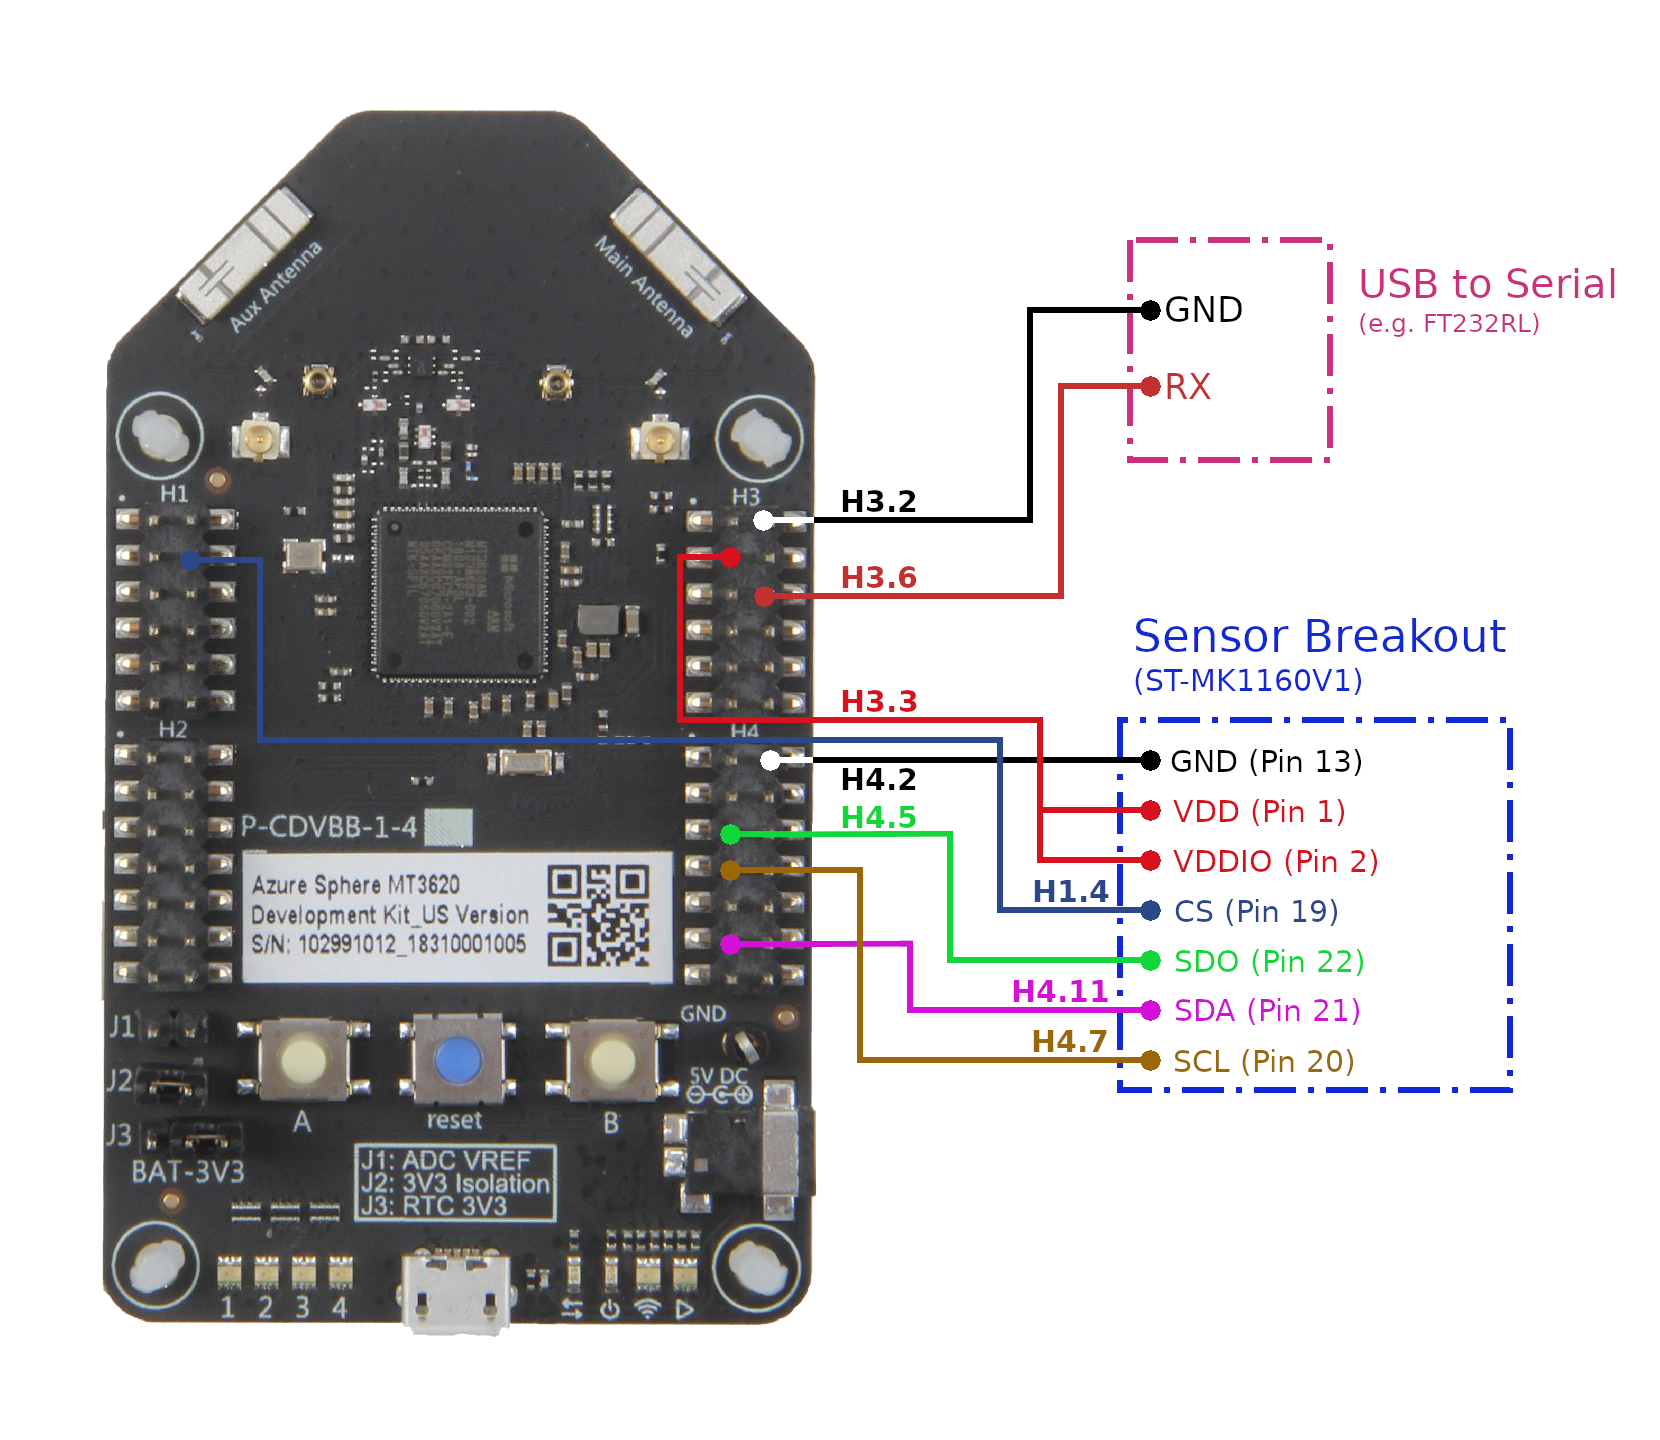 Aux Antenna
Main Antenna
H1
H3
Microsoft
ARM
H2
H4
P-CDVBB-1-4
Azure Sphere MT3620
Development Kit_US Version
S/N: 102991012_18310001005
J1
J2
J3
BAT-3V3
A
reset
B
GND
5V DC
J1: ADC VREF
J2: 3V3 Isolation
J3: RTC 3V3
1 2 3 4
H3.2
H3.6
H3.3
H4.2
H4.5
H1.4
H4.11
H4.7
GND
RX
USB to Serial
(e.g. FT232RL)
Sensor Breakout
(ST-MK1160V1)
GND (Pin 13)
VDD (Pin 1)
VDDIO (Pin 2)
CS (Pin 19)
SDO (Pin 22)
SDA (Pin 21)
SCL (Pin 20)